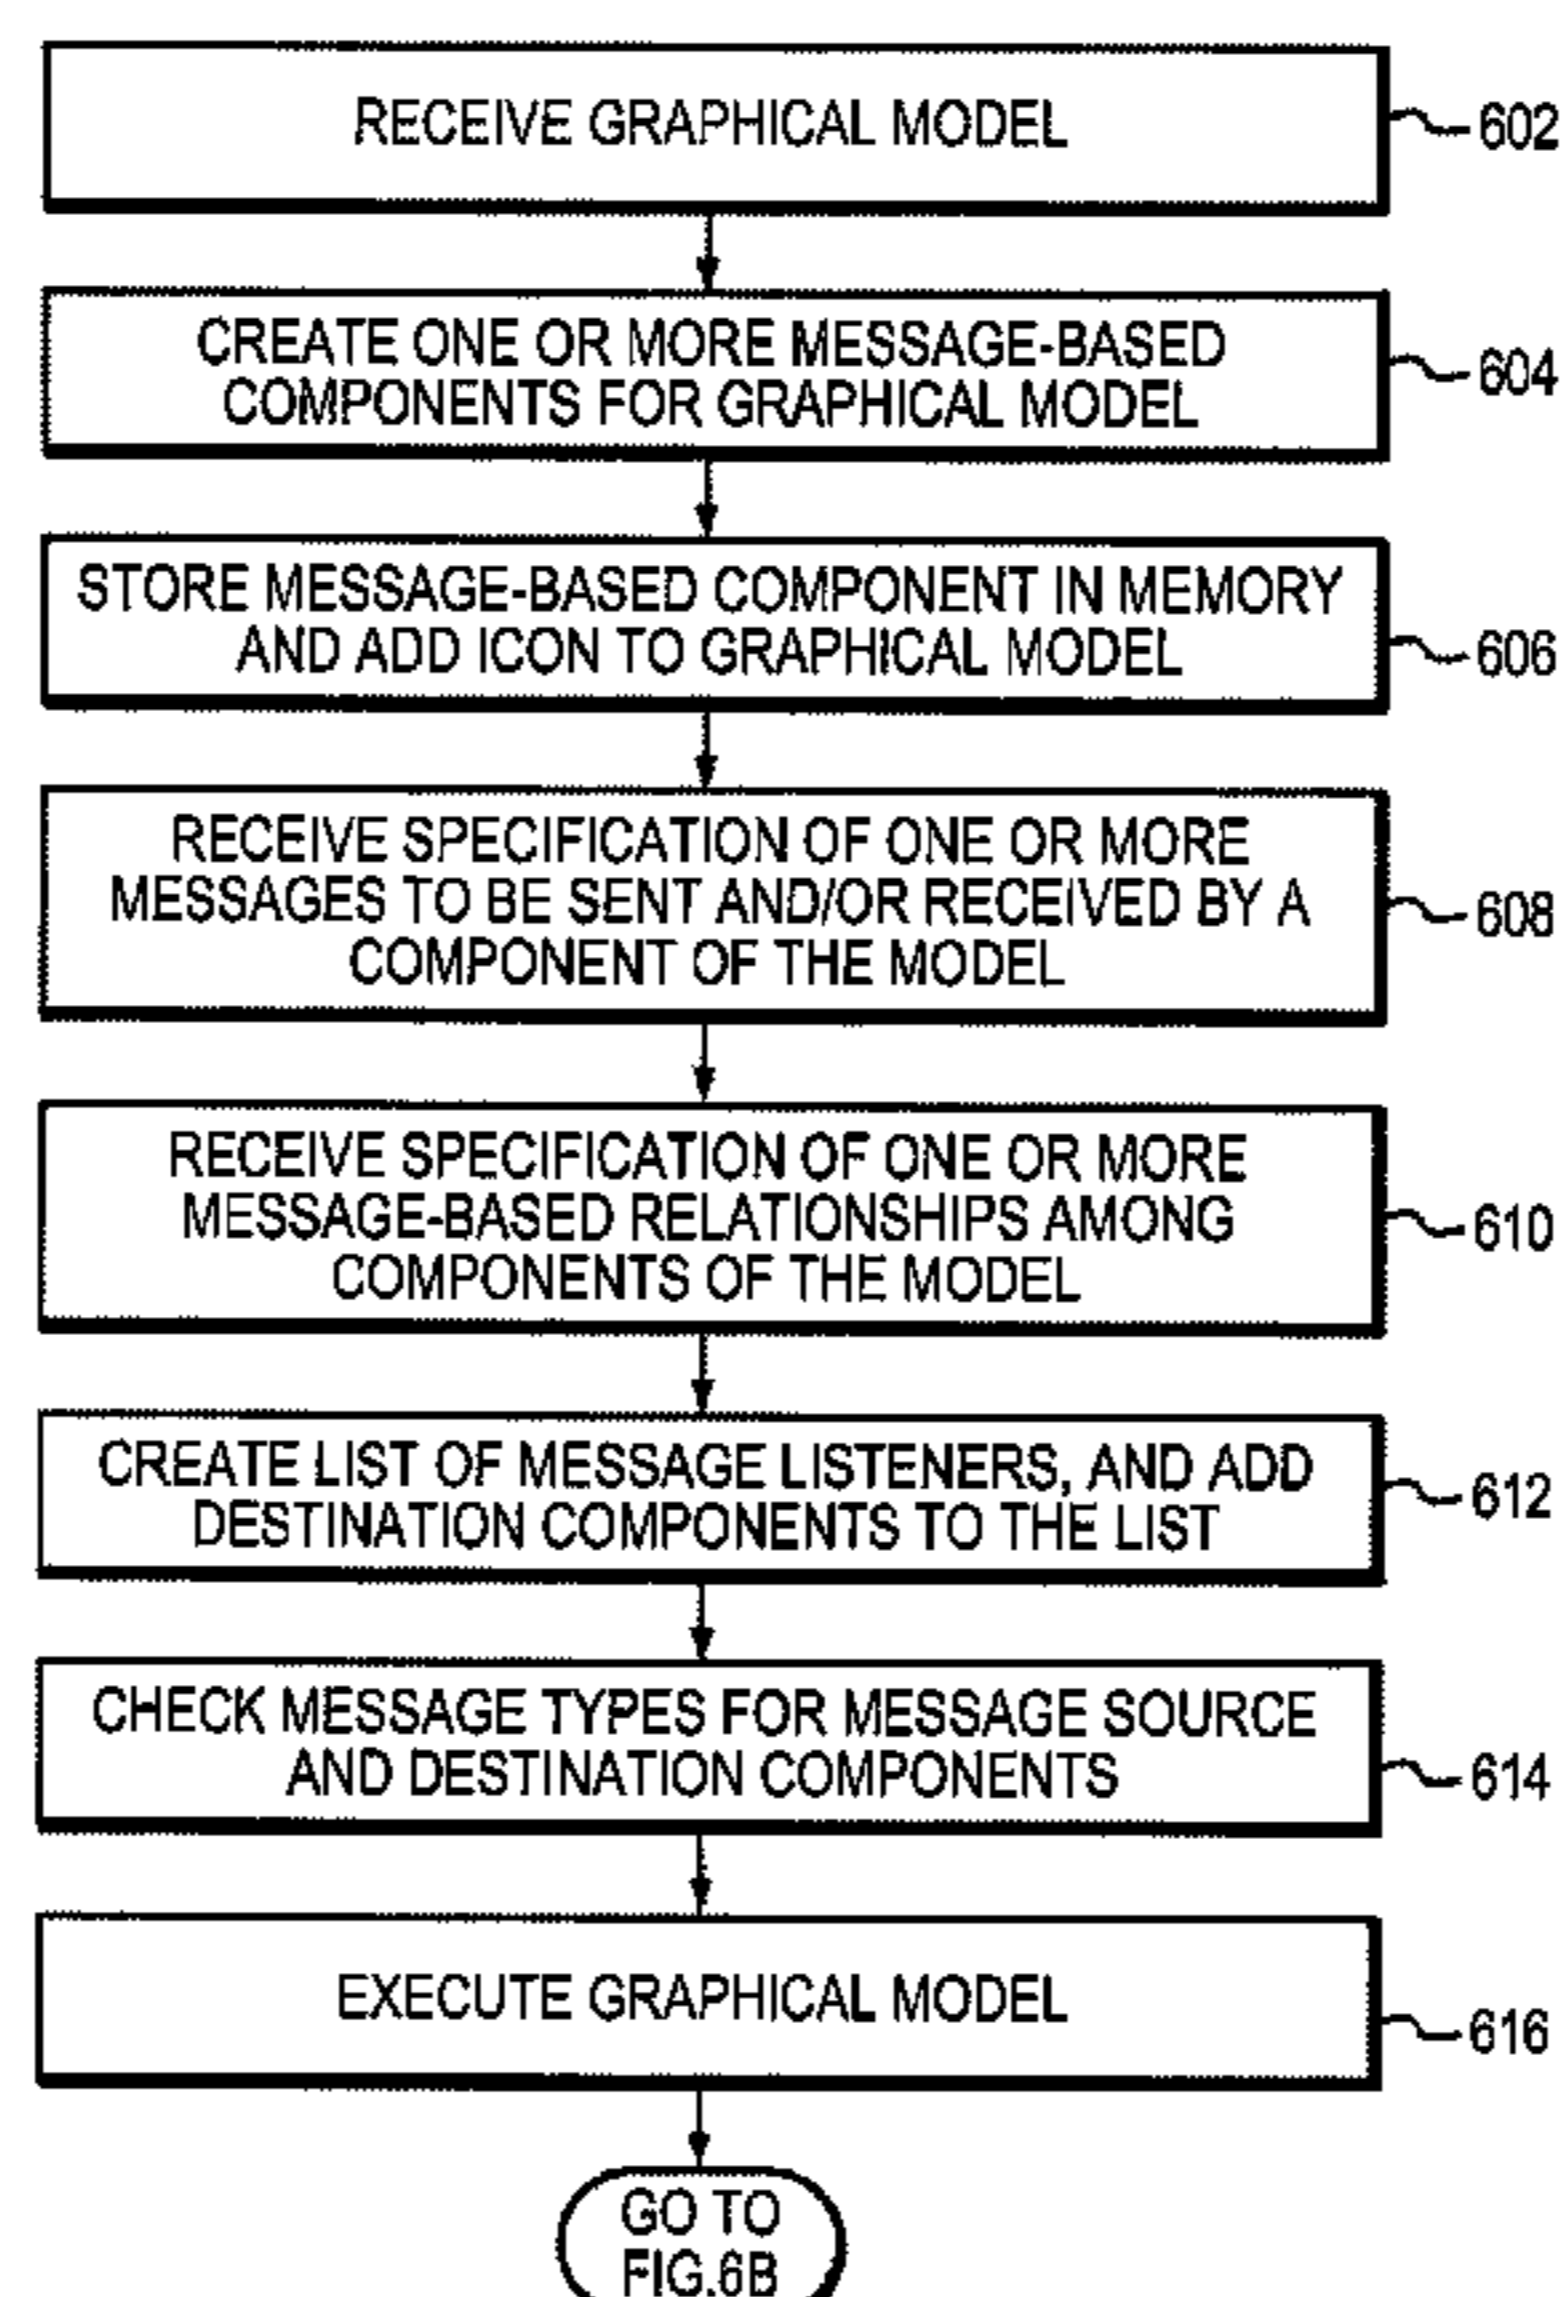 RECEIVE GRAPHICAL MODEL
602
CREATE ONE OR MORE MESSAGE-BASED
COMPONENTS FOR GRAPHICAL MODEL
604
STORE MESSAGE-BASED COMPONENT IN MEMORY
AND ADD ICON TO GRAPHICAL MODEL
606
RECEIVE SPECIFICATION OF ONE OR MORE
MESSAGES TO BE SENT AND/OR RECEIVED BY A
COMPONENT OF THE MODEL
608
RECEIVE SPECIFICATION OF ONE OR MORE
MESSAGE-BASED RELATIONSHIPS AMONG
COMPONENTS OF THE MODEL
610
CREATE LIST OF MESSAGE LISTENERS, AND ADD
DESTINATION COMPONENTS TO THE LIST
612
CHECK MESSAGE TYPES FOR MESSAGE SOURCE
AND DESTINATION COMPONENTS
614
EXECUTE GRAPHICAL MODEL
616
GO TO
FIG.6B